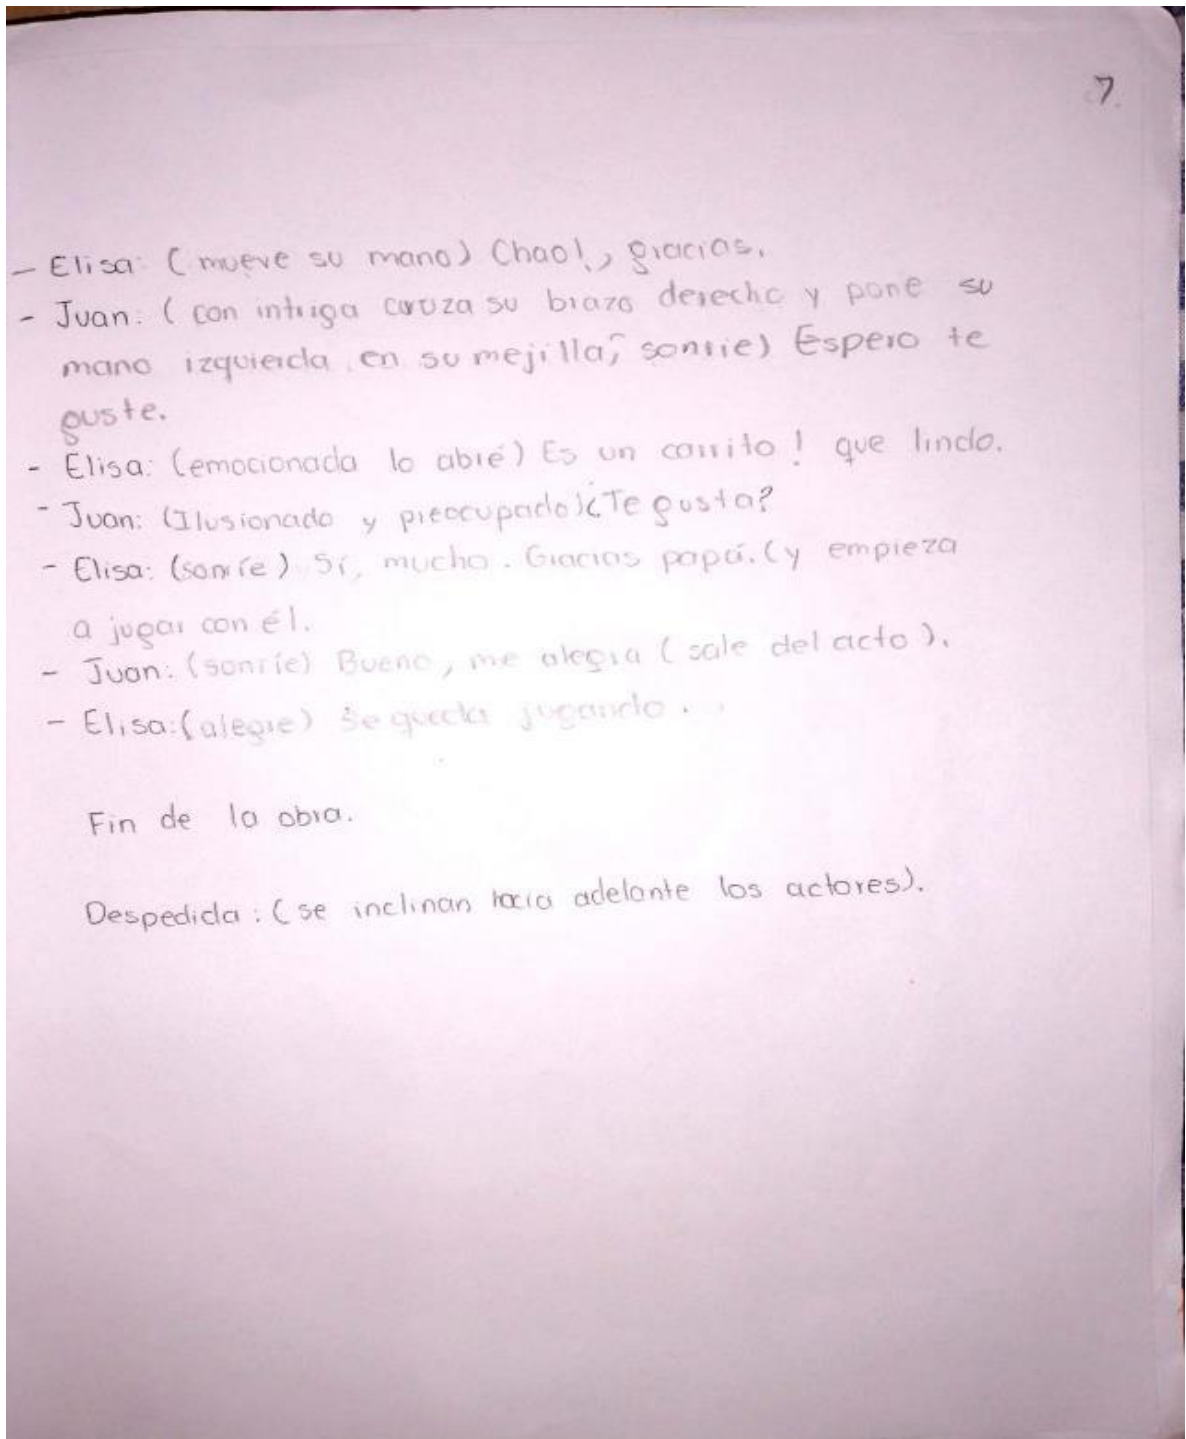 7.
- Elisa: (mueve su mano) Chao!, gracias.
- Juan: (con intriga cruza su brazo derecho y pone su
mano izquierda en su mejilla, sonrie) Espero te
guste.
- Elisa: (emocionada lo abre) Es un carrito! que lindo.
- Juan: (Ilusionado y preocupado) ¿Te gusta?
- Elisa: (sonríe) Sí, mucho. Gracias papá. (y empieza
a jugar con él.
- Juan: (sonríe) Bueno, me alegra (sale del acto).
- Elisa: (alegre) Se queda jugando..
Fin de la obra.
Despedida: (se inclinan hacia adelante los actores).